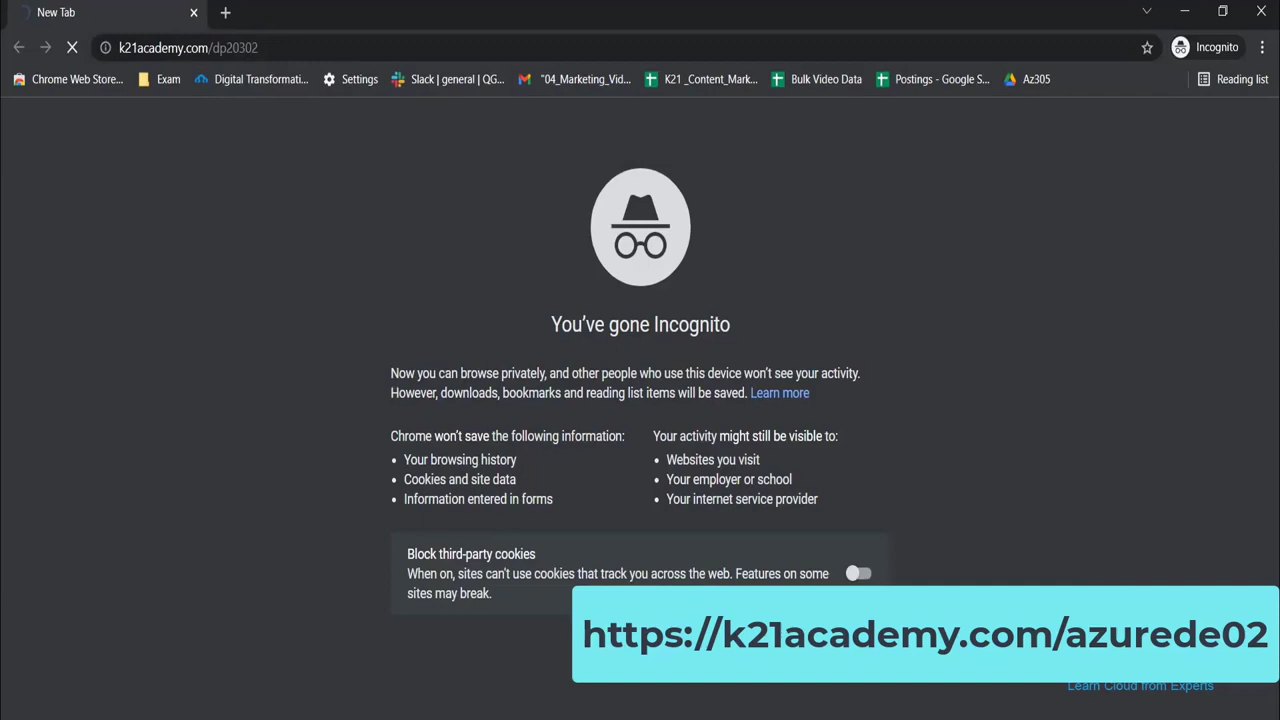 New Tab
k21academy.com/dp20302
Incognito
Chrome Web Store... Exam Digital Transformati... Settings Slack | general | QG... "04_Marketing_Vid... K21 _Content_Mark... Bulk Video Data Postings - Google S... Az305 Reading list
You've gone Incognito
Now you can browse privately, and other people who use this device won't see your activity.
However, downloads, bookmarks and reading list items will be saved. Learn more
Chrome won't save the following information:
Your browsing history
Cookies and site data
Information entered in forms
Your activity might still be visible to:
Websites you visit
Your employer or school
Your internet service provider
Block third-party cookies
When on, sites can't use cookies that track you across the web. Features on some
sites may break.
https://k21academy.com/azurede02
Learn Cloud from Experts